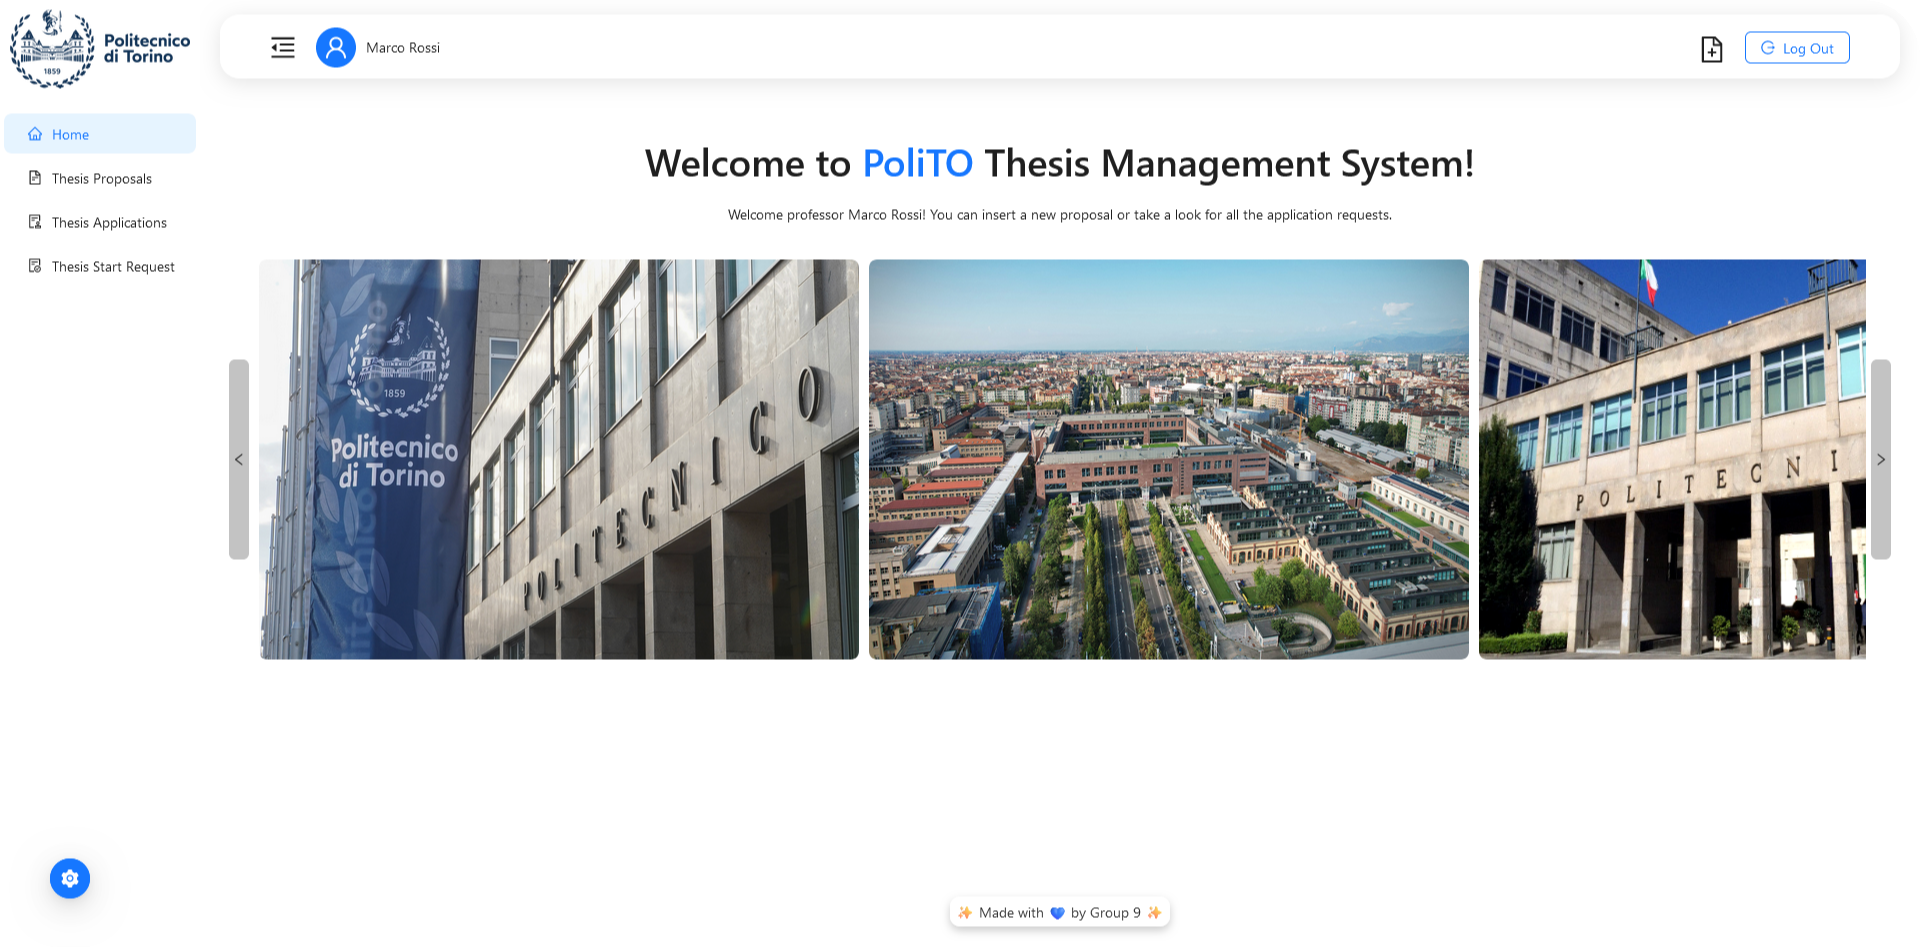 Politecnico
di Torino
1859
Marco Rossi
Log Out
Home
Thesis Proposals
Thesis Applications
Thesis Start Request
Welcome to PoliTO Thesis Management System!
Welcome professor Marco Rossi! You can insert a new proposal or take a look for all the application requests.
1859
Politecnico
di Torino
POLITECNICO
POLITECNI
Made with 💙 by Group 9